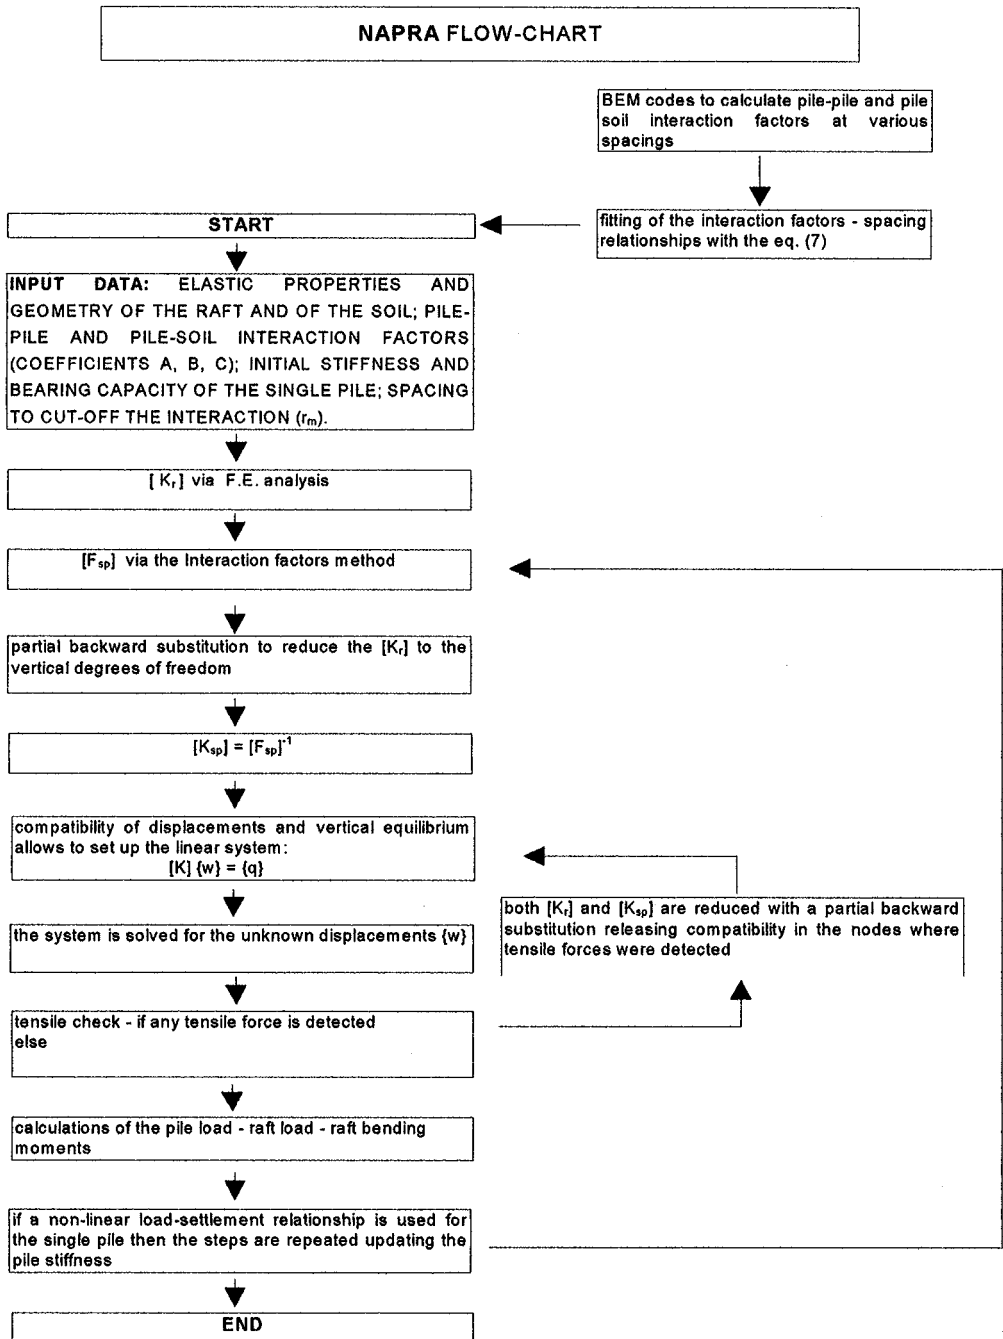 NAPRA FLOW-CHART
BEM codes to calculate pile-pile and pile
soil interaction factors at various
spacings
fitting of the interaction factors - spacing
relationships with the eq. (7)
START
INPUT DATA: ELASTIC PROPERTIES AND
GEOMETRY OF THE RAFT AND OF THE SOIL; PILE-
PILE AND PILE-SOIL INTERACTION FACTORS
(COEFFICIENTS A, B, C); INITIAL STIFFNESS AND
BEARING CAPACITY OF THE SINGLE PILE; SPACING
TO CUT-OFF THE INTERACTION (rₘ).
[ Kᵣ] via F.E. analysis
[Fₛₚ] via the Interaction factors method
partial backward substitution to reduce the [Kᵣ] to the
vertical degrees of freedom
[Kₛₚ] = [Fₛₚ]⁻¹
compatibility of displacements and vertical equilibrium
allows to set up the linear system:
[K] {w} = {q}
both [Kᵣ] and [Kₛₚ] are reduced with a partial backward
substitution releasing compatibility in the nodes where
tensile forces were detected
the system is solved for the unknown displacements {w}
tensile check - if any tensile force is detected
else
calculations of the pile load - raft load - raft bending
moments
if a non-linear load-settlement relationship is used for
the single pile then the steps are repeated updating the
pile stiffness
END